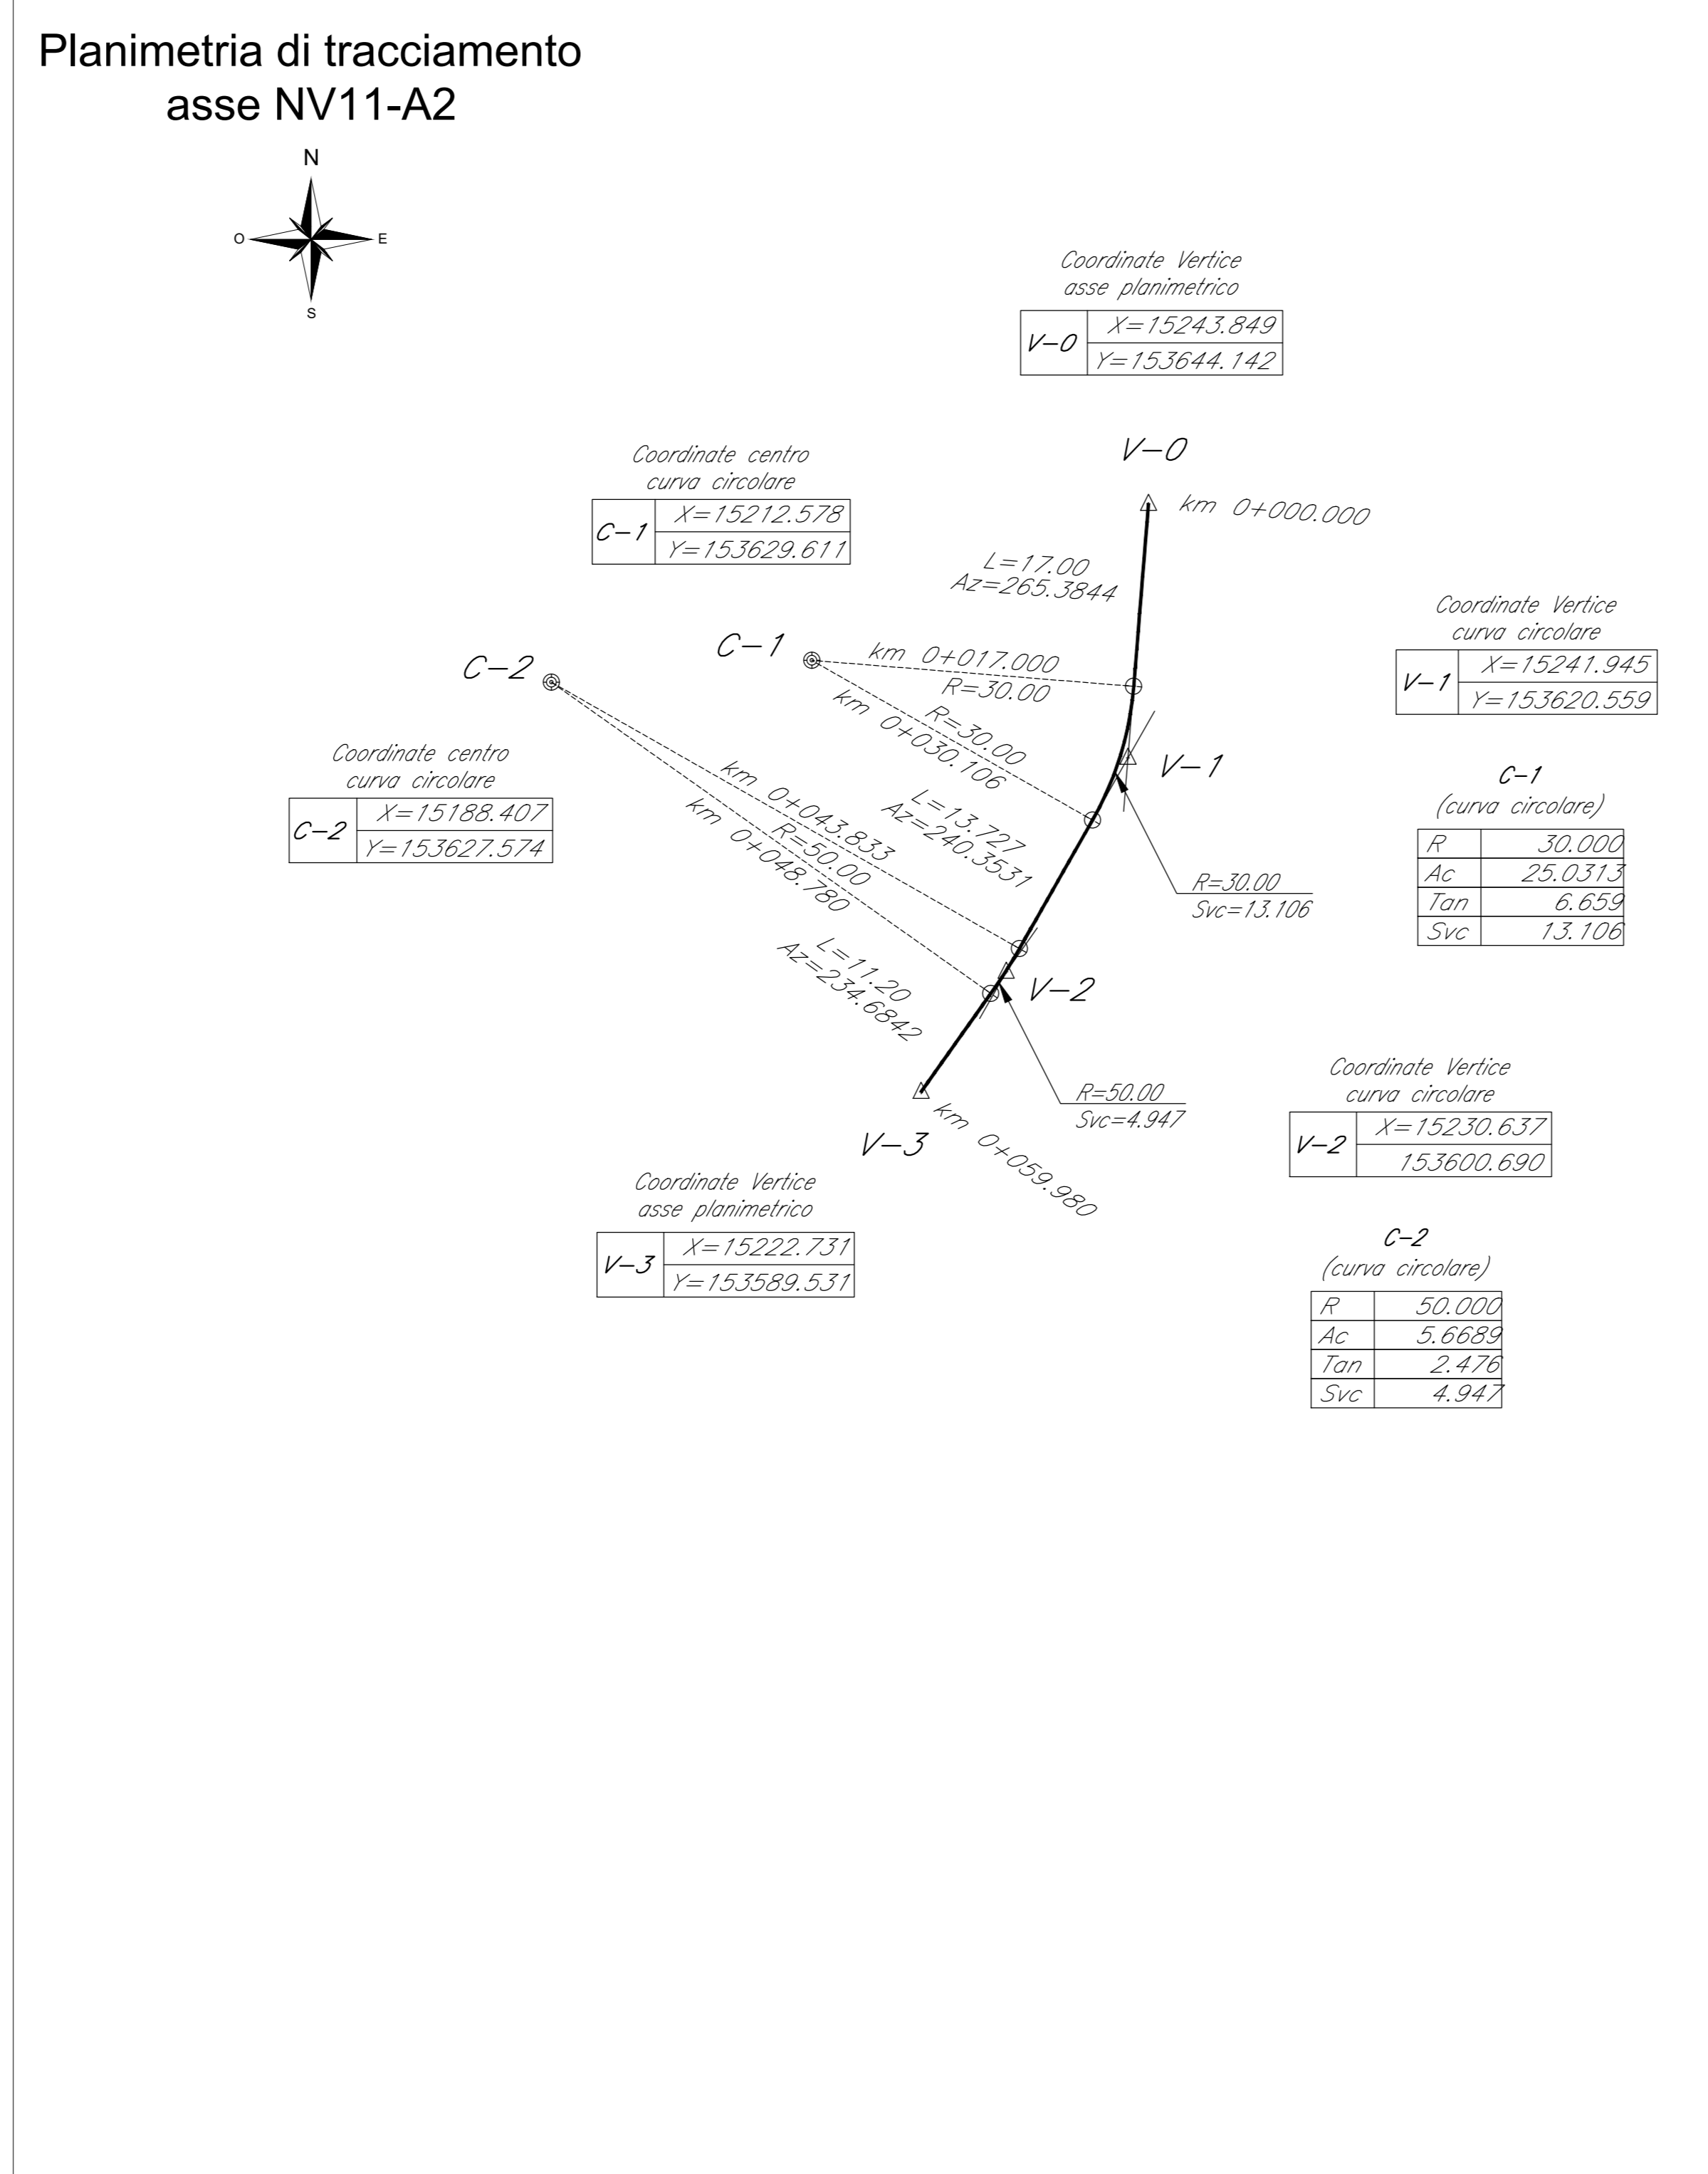 Planimetria di tracciamento
asse NV11-A2
N
O
E
S
Coordinate Vertice
asse planimetrico
V-0
X=15243.849
Y=153644.142
V-0
km 0+000.000
Coordinate centro
curva circolare
C-1
X=15212.578
Y=153629.611
L=17.00
Az=265.3844
Coordinate Vertice
curva circolare
V-1
X=15241.945
Y=153620.559
C-1
km 0+017.000
R=30.00
C-2
R=30.00
km 0+030.106
V-1
Coordinate centro
curva circolare
C-2
X=15188.407
Y=153627.574
km 0+043.833
R=50.00
km 0+048.780
L=13.727
Az=240.3531
C-1
(curva circolare)
R 30.000
Ac 25.0313
Tan 6.659
Svc 13.106
R=30.00
Svc=13.106
L=11.20
Az=234.6842
V-2
R=50.00
Svc=4.947
V-3
km 0+059.980
Coordinate Vertice
curva circolare
V-2
X=15230.637
153600.690
Coordinate Vertice
asse planimetrico
V-3
X=15222.731
Y=153589.531
C-2
(curva circolare)
R 50.000
Ac 5.6689
Tan 2.476
Svc 4.947